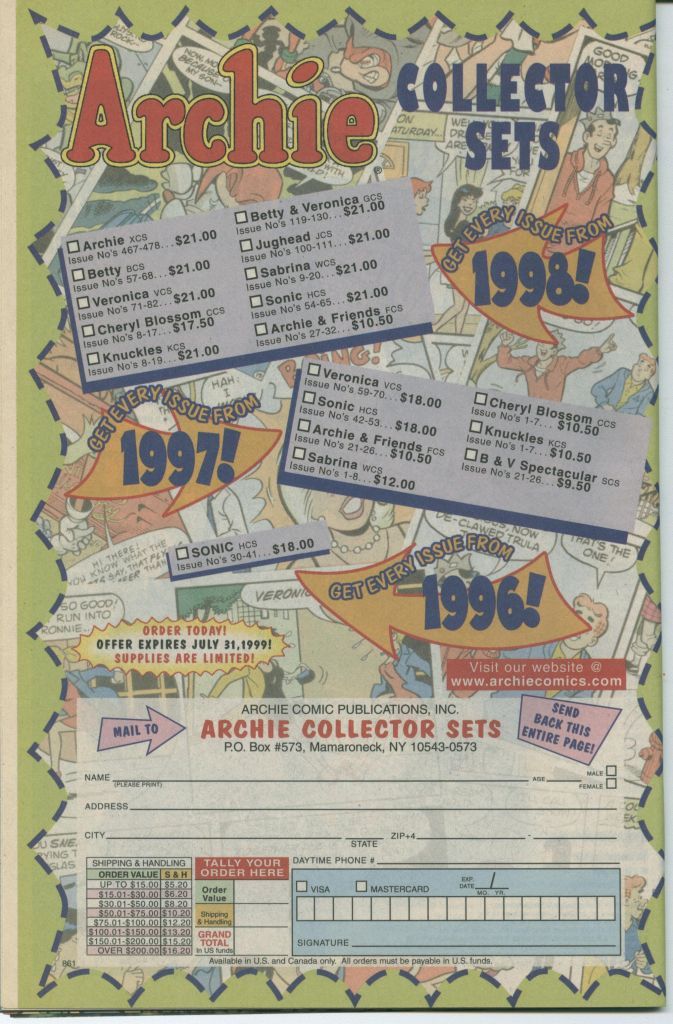 Archie
COLLECTOR
SETS
GET EVERY ISSUE FROM
1998!
Archie XCS
Issue No's 467-478... $21.00
Betty BCS
Issue No's 57-68... $21.00
Veronica VCS
Issue No's 71-82... $21.00
Cheryl Blossom CCS
Issue No's 8-17... $17.50
Knuckles KCS
Issue No's 8-19... $21.00
Betty & Veronica GCS
Issue No's 119-130... $21.00
Jughead JCS
Issue No's 100-111... $21.00
Sabrina WCS
Issue No's 9-20... $21.00
Sonic HCS
Issue No's 54-65... $21.00
Archie & Friends FCS
Issue No's 27-32... $10.50
GET EVERY ISSUE FROM
1997!
Veronica VCS
Issue No's 59-70... $18.00
Sonic HCS
Issue No's 42-53... $18.00
Archie & Friends FCS
Issue No's 21-26... $10.50
Sabrina WCS
Issue No's 1-8... $12.00
Cheryl Blossom CCS
Issue No's 1-7... $10.50
Knuckles KCS
Issue No's 1-7... $10.50
B & V Spectacular SCS
Issue No's 21-26... $9.50
SONIC HCS
Issue No's 30-41... $18.00
GET EVERY ISSUE FROM
1996!
ORDER TODAY!
OFFER EXPIRES JULY 31,1999!
SUPPLIES ARE LIMITED!
Visit our website @
www.archiecomics.com
MAIL TO
ARCHIE COMIC PUBLICATIONS, INC.
ARCHIE COLLECTOR SETS
P.O. Box #573, Mamaroneck, NY 10543-0573
SEND
BACK THIS
ENTIRE PAGE!
NAME (PLEASE PRINT) AGE MALE
FEMALE
ADDRESS
CITY STATE ZIP+4 -
DAYTIME PHONE #
SHIPPING & HANDLING
ORDER VALUE S & H
UP TO $15.00 $5.20
$15.01-$30.00 $6.20
$30.01-$50.00 $8.20
$50.01-$75.00 $10.20
$75.01-$100.00 $12.20
$100.01-$150.00 $13.20
$150.01-$200.00 $15.20
OVER $200.00 $16.20
TALLY YOUR
ORDER HERE
Order
Value
Shipping
& Handling
GRAND
TOTAL
in US funds
VISA MASTERCARD EXP. DATE / MO. YR.
SIGNATURE
861
Available in U.S. and Canada only. All orders must be payable in U.S. funds.